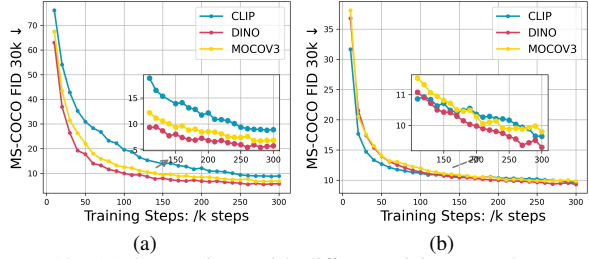 MS-COCO FID 30k ↓
70
60
50
40
30
20
10
CLIP
DINO
MOCOV3
15
10
5
150 200 250 300
0 50 100 150 200 250 300
Training Steps: /k steps
(a)
MS-COCO FID 30k ↓
40
35
30
25
20
15
10
CLIP
DINO
MOCOV3
11
10
150 200 250 300
0 50 100 150 200 250 300
Training Steps: /k steps
(b)